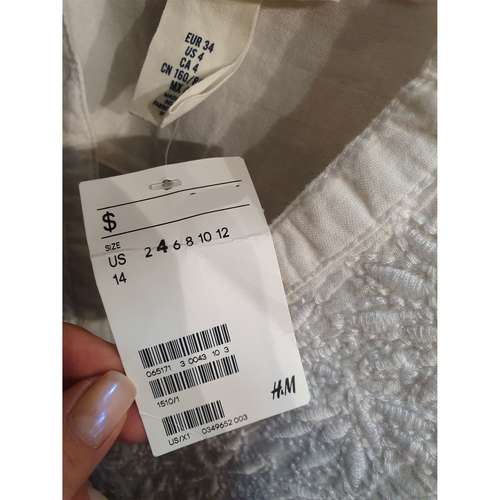 EUR 34
US 4
CA 4
CN 160/
MX
$
SIZE
US 2 4 6 8 10 12
14
065171 3 0043 10 3
1510/1
H&M
US/X1 0349652 003